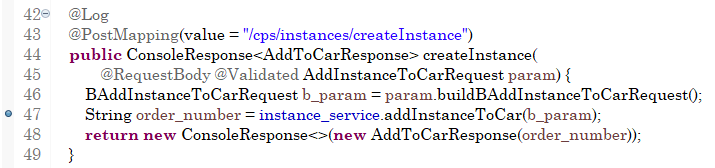 42 @Log
43 @PostMapping(value = "/cps/instances/createInstance")
44 public ConsoleResponse<AddToCarResponse> createInstance(
45 @RequestBody @Validated AddInstanceToCarRequest param) {
46 BAddInstanceToCarRequest b_param = param.buildBAddInstanceToCarRequest();
47 String order_number = instance_service.addInstanceToCar(b_param);
48 return new ConsoleResponse<>(new AddToCarResponse(order_number));
49 }